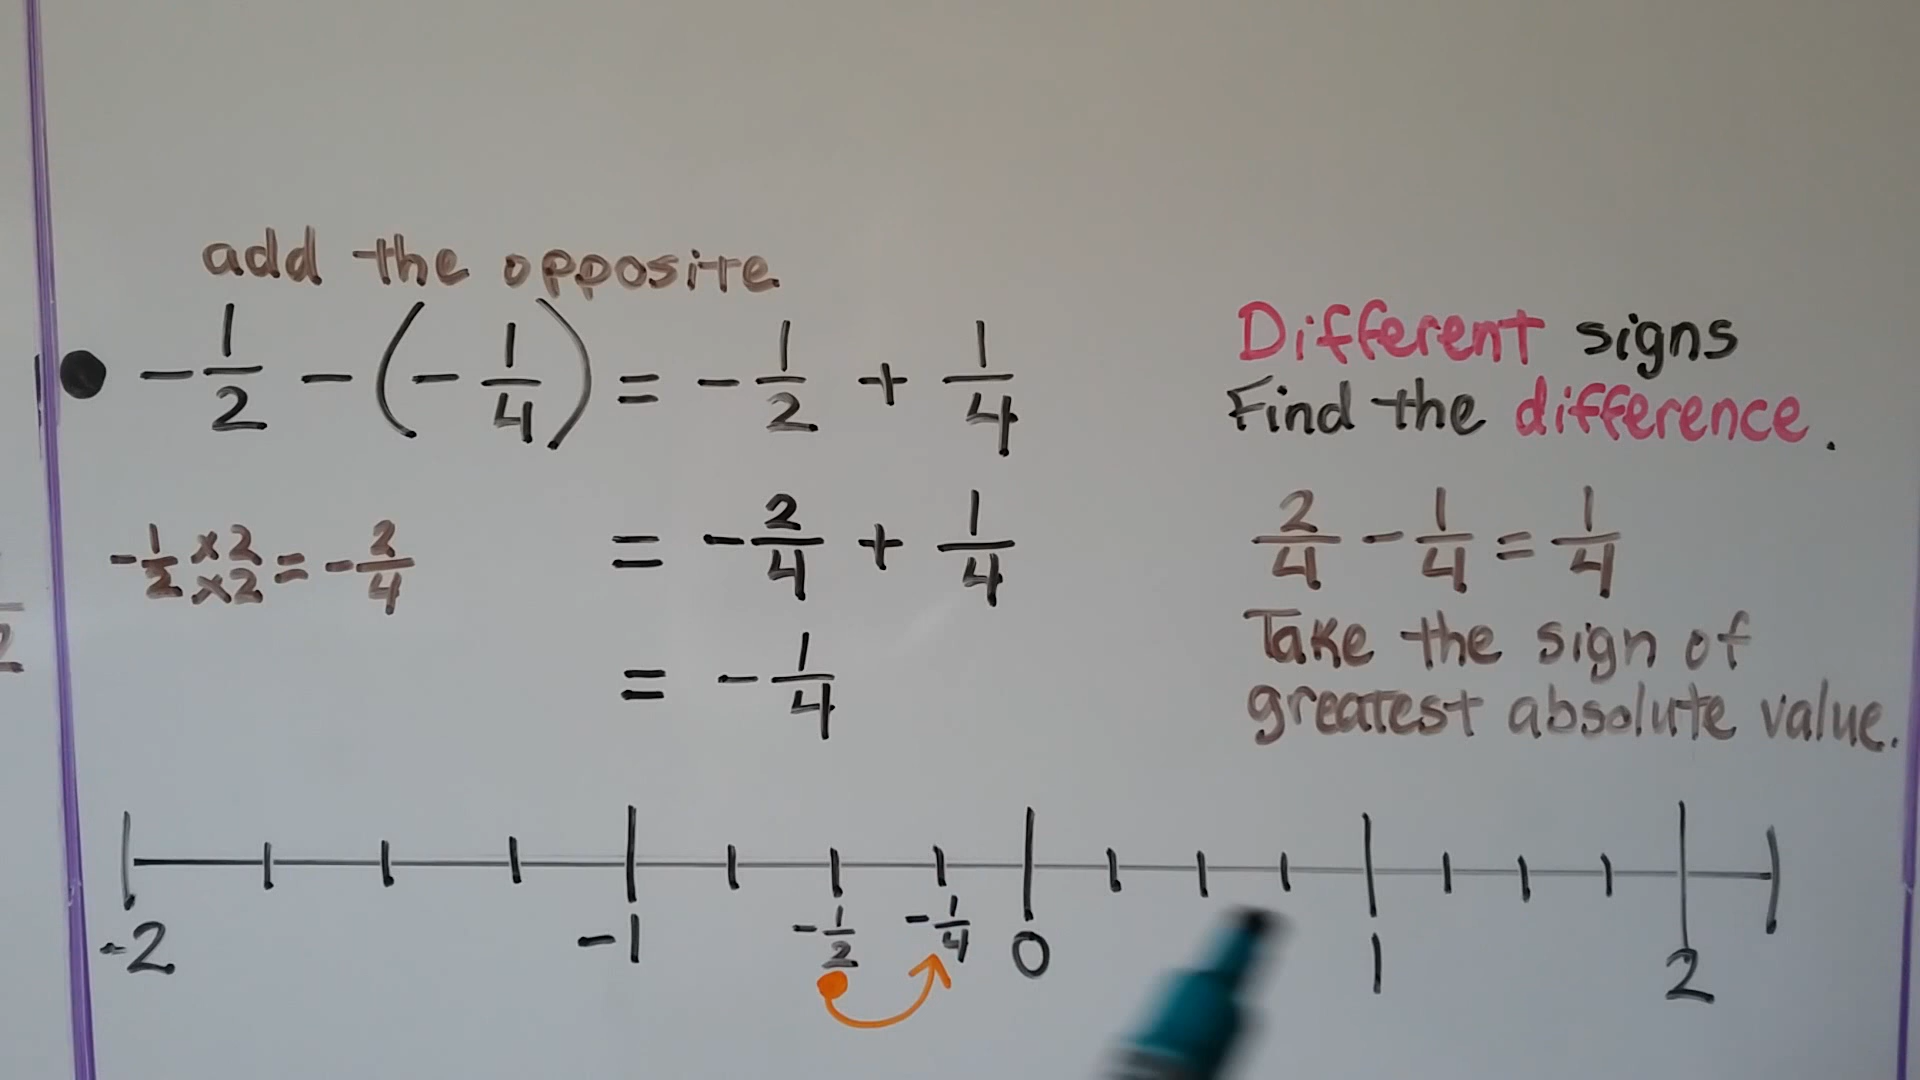 add the opposite
-1/2 - (-1/4) = -1/2 + 1/4
-1/2 ×2/×2 = -2/4
= -2/4 + 1/4
= -1/4
Different signs
Find the difference.
2/4 - 1/4 = 1/4
Take the sign of
greatest absolute value.
-2 -1 -1/2 -1/4 0 1 2